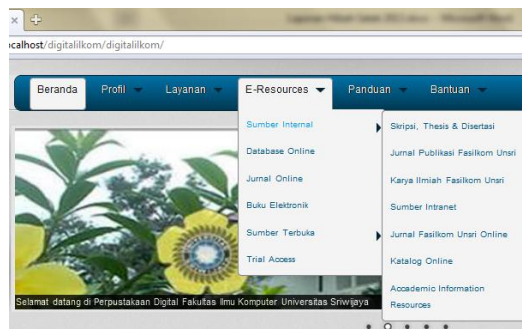 ocalhost/digitalilkom/digitalilkom/
Beranda Profil Layanan E-Resources Panduan Bantuan
Sumber Internal
Database Online
Jurnal Online
Buku Elektronik
Sumber Terbuka
Trial Access
Skripsi, Thesis & Disertasi
Jurnal Publikasi Fasilkom Unsri
Karya Ilmiah Fasilkom Unsri
Sumber Intranet
Jurnal Fasilkom Unsri Online
Katalog Online
Accademic Information
Resources
Selamat datang di Perpustakaan Digital Fakultas Ilmu Komputer Universitas Sriwijaya